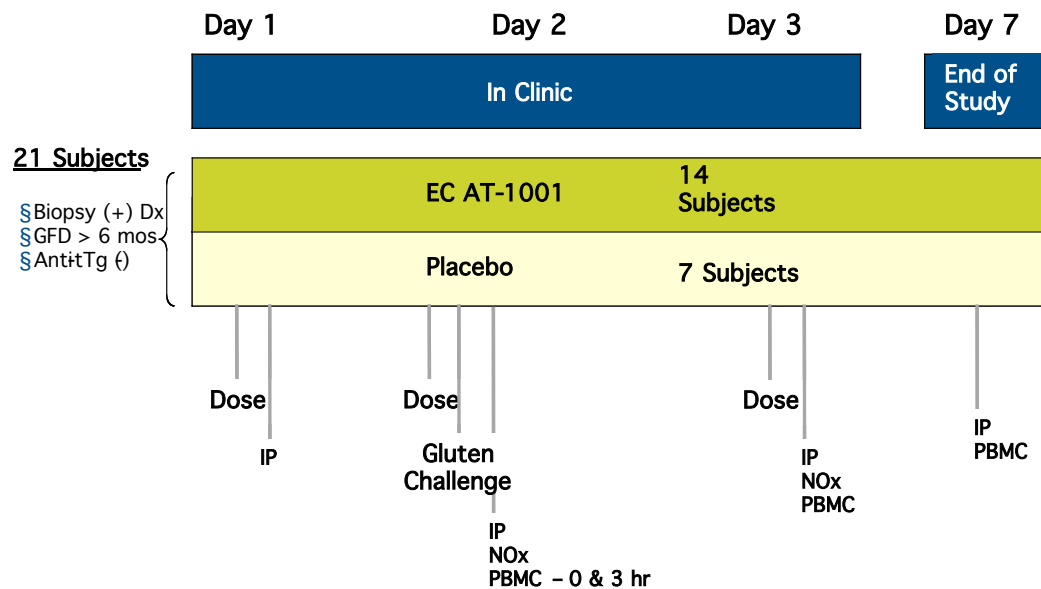 Day 1
Day 2
Day 3
Day 7
In Clinic
End of
Study
21 Subjects
§Biopsy (+) Dx
§GFD > 6 mos
§Anti-tTg (-)
EC AT-1001
14
Subjects
Placebo
7 Subjects
Dose
IP
Dose
Gluten
Challenge
IP
NOx
PBMC – 0 & 3 hr
Dose
IP
NOx
PBMC
IP
PBMC